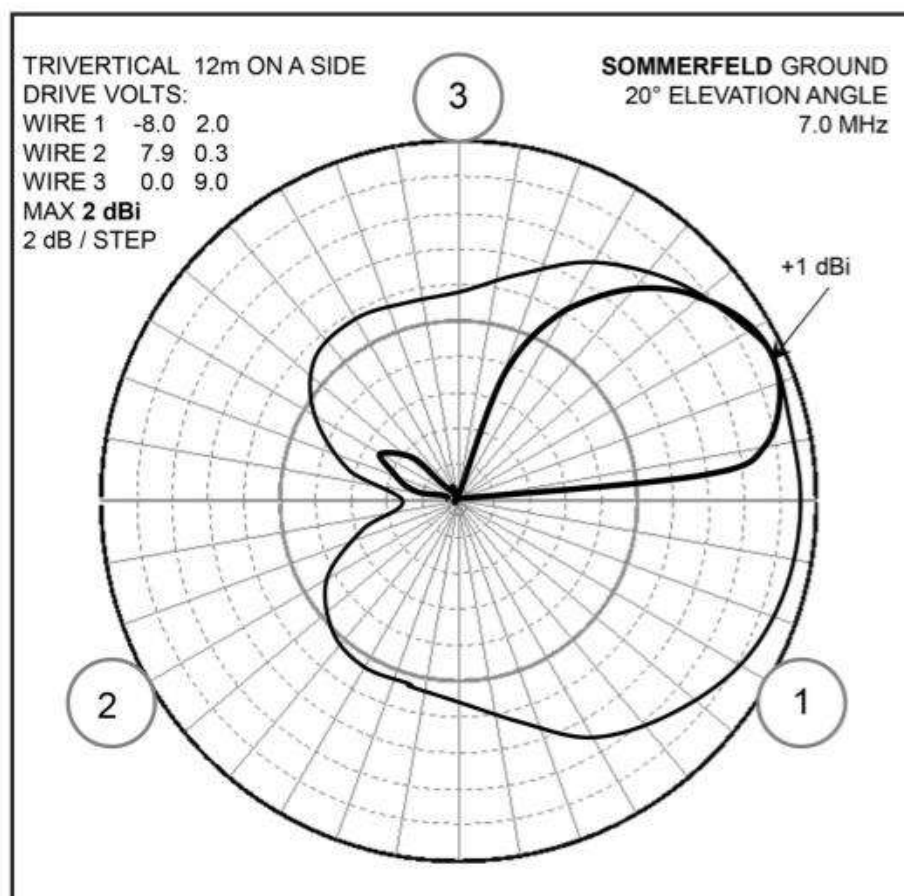 TRIVERTICAL 12m ON A SIDE
DRIVE VOLTS:
WIRE 1 -8.0 2.0
WIRE 2 7.9 0.3
WIRE 3 0.0 9.0
MAX 2 dBi
2 dB / STEP
SOMMERFELD GROUND
20° ELEVATION ANGLE
7.0 MHz
3
+1 dBi
2
1